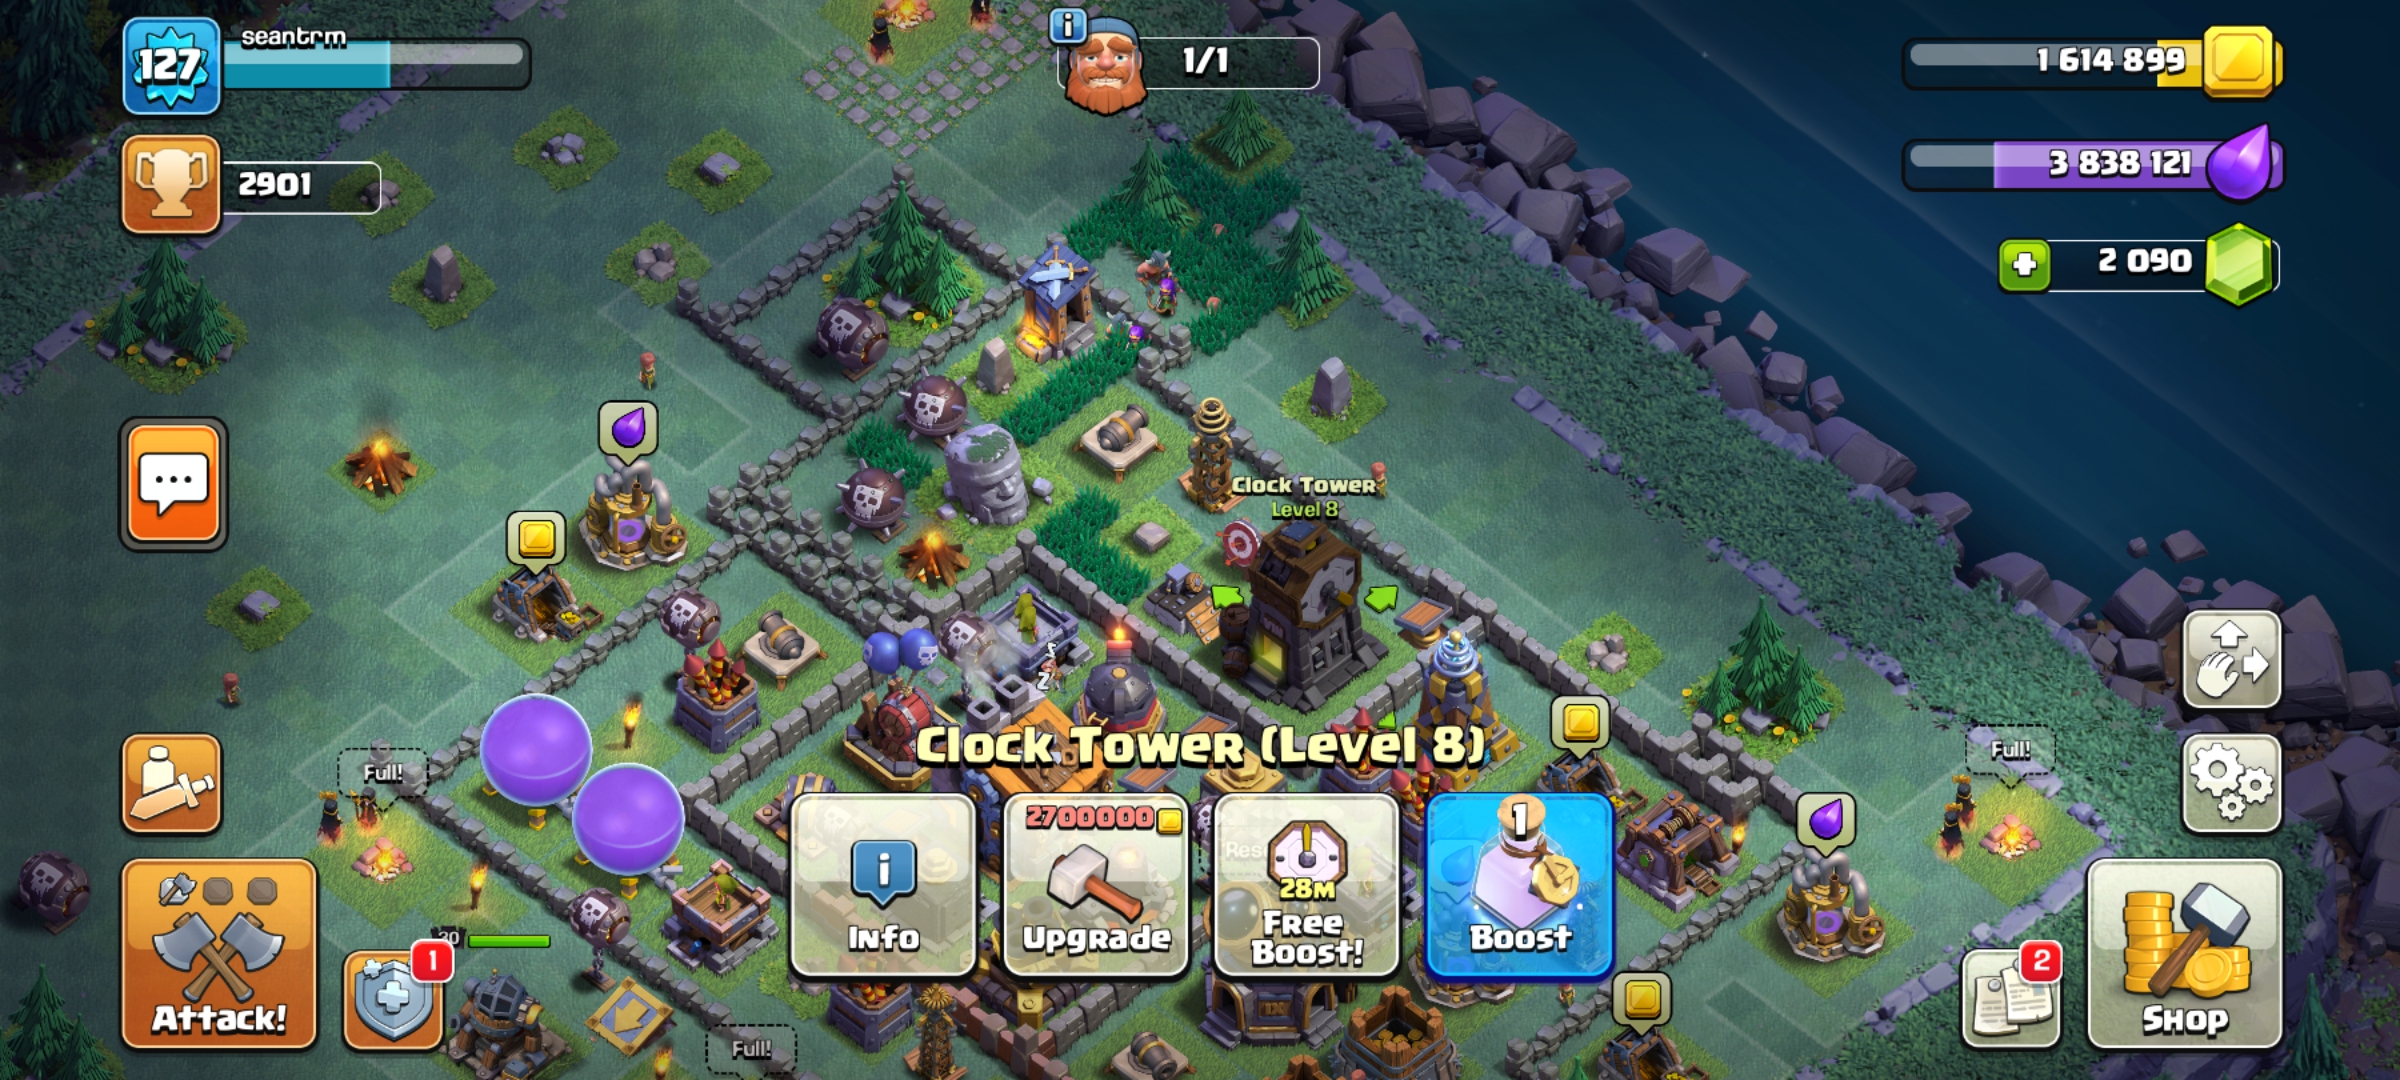 127
seantrm
1/1
1 614 899
2901
3 838 121
2 090
Clock Tower
Level 8
Full!
Full!
Clock Tower (Level 8)
2700000
1
28M
Info
Upgrade
Free
Boost!
Boost
20
1
Attack!
Full!
2
Shop